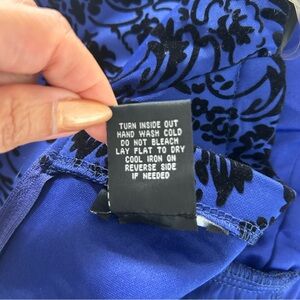 TURN INSIDE OUT
HAND WASH COLD
DO NOT BLEACH
LAY FLAT TO DRY
COOL IRON ON
REVERSE SIDE
IF NEEDED